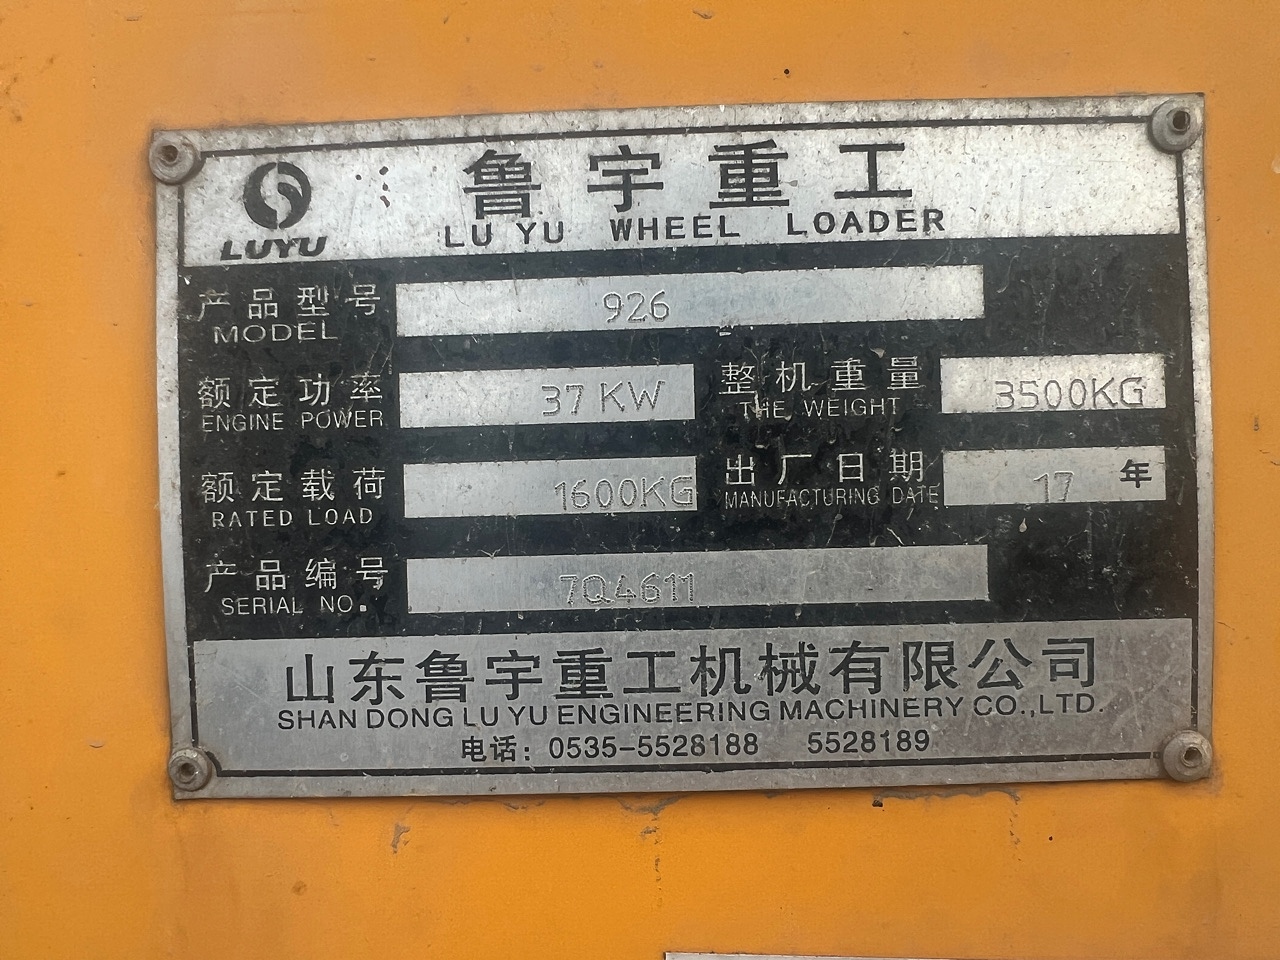 LUYU
鲁宇重工
LU YU WHEEL LOADER
产品型号 926
MODEL
额定功率 37KW 整机重量 3500KG
ENGINE POWER THE WEIGHT
额定载荷 1600KG 出厂日期 17 年
RATED LOAD MANUFACTURING DATE
产品编号 7Q4611
SERIAL NO.
山东鲁宇重工机械有限公司
SHAN DONG LU YU ENGINEERING MACHINERY CO.,LTD.
电话：0535-5528188 5528189